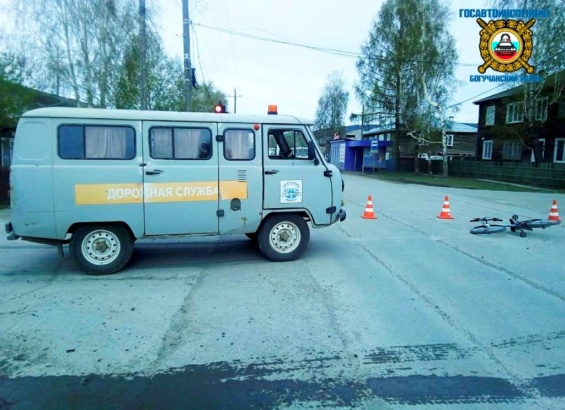 ГОСАВТОИНСПЕКЦИЯ
БОГУЧАНСКИЙ РАЙОН
ДОРОЖНАЯ СЛУЖБА